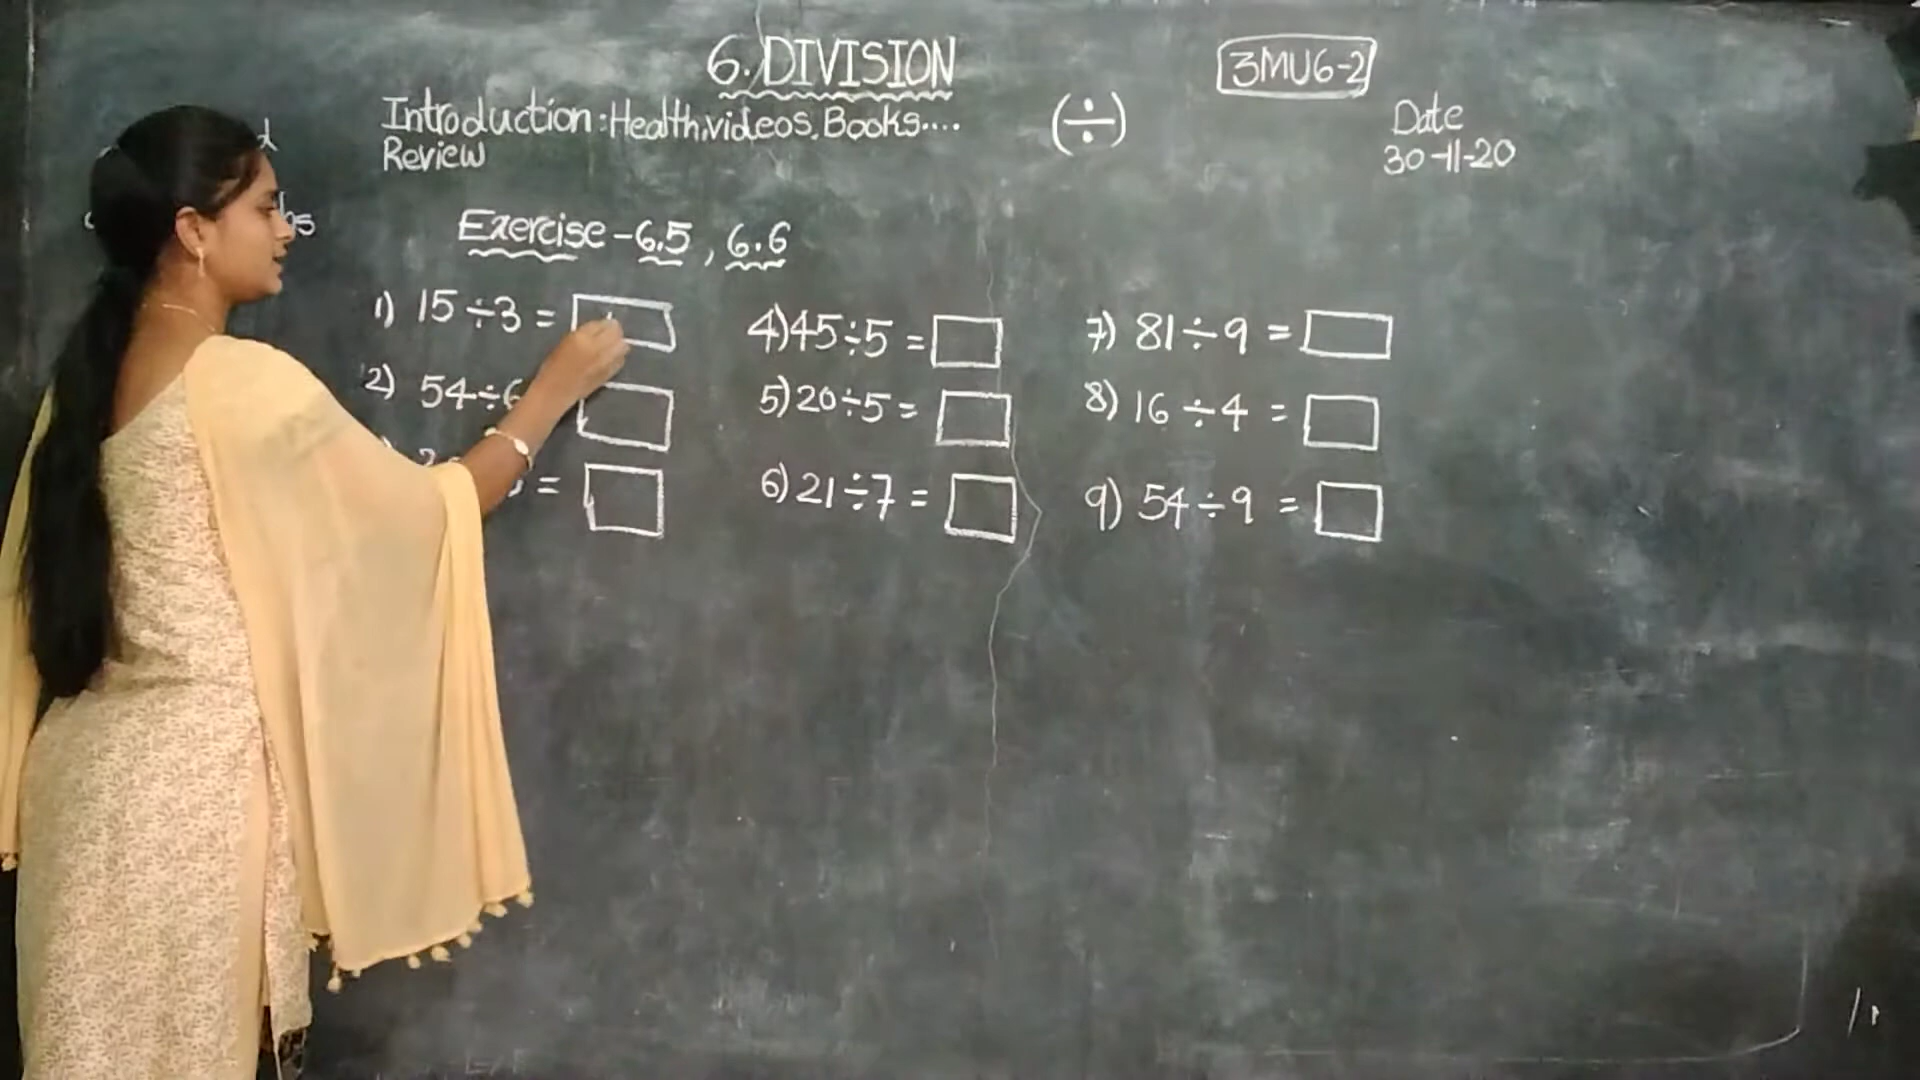 6. DIVISION
3MU6-2
Introduction: Health, videos, Books....
(÷)
Date
Review
30-11-20
Exercise - 6.5, 6.6
1) 15 ÷ 3 =
4) 45 ÷ 5 =
7) 81 ÷ 9 =
2) 54 ÷ 6
5) 20 ÷ 5 =
8) 16 ÷ 4 =
=
6) 21 ÷ 7 =
9) 54 ÷ 9 =